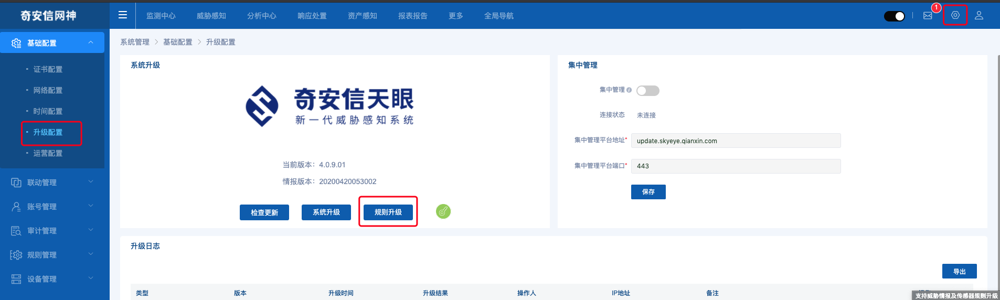 奇安信网神
监测中心 威胁感知 分析中心 响应处置 资产感知 报表报告 更多 全局导航
1
基础配置
证书配置
网络配置
时间配置
升级配置
运营配置
联动管理
账号管理
审计管理
规则管理
设备管理
系统管理 > 基础配置 > 升级配置
系统升级
奇安信天眼
新一代威胁感知系统
当前版本：4.0.9.01
情报版本：20200420053002
检查更新 系统升级 规则升级
集中管理
集中管理
连接状态 未连接
集中管理平台地址* update.skyeye.qianxin.com
集中管理平台端口* 443
保存
升级日志
导出
类型 版本 升级时间 升级结果 操作人 IP地址 备注
支持威胁情报及传感器规则升级